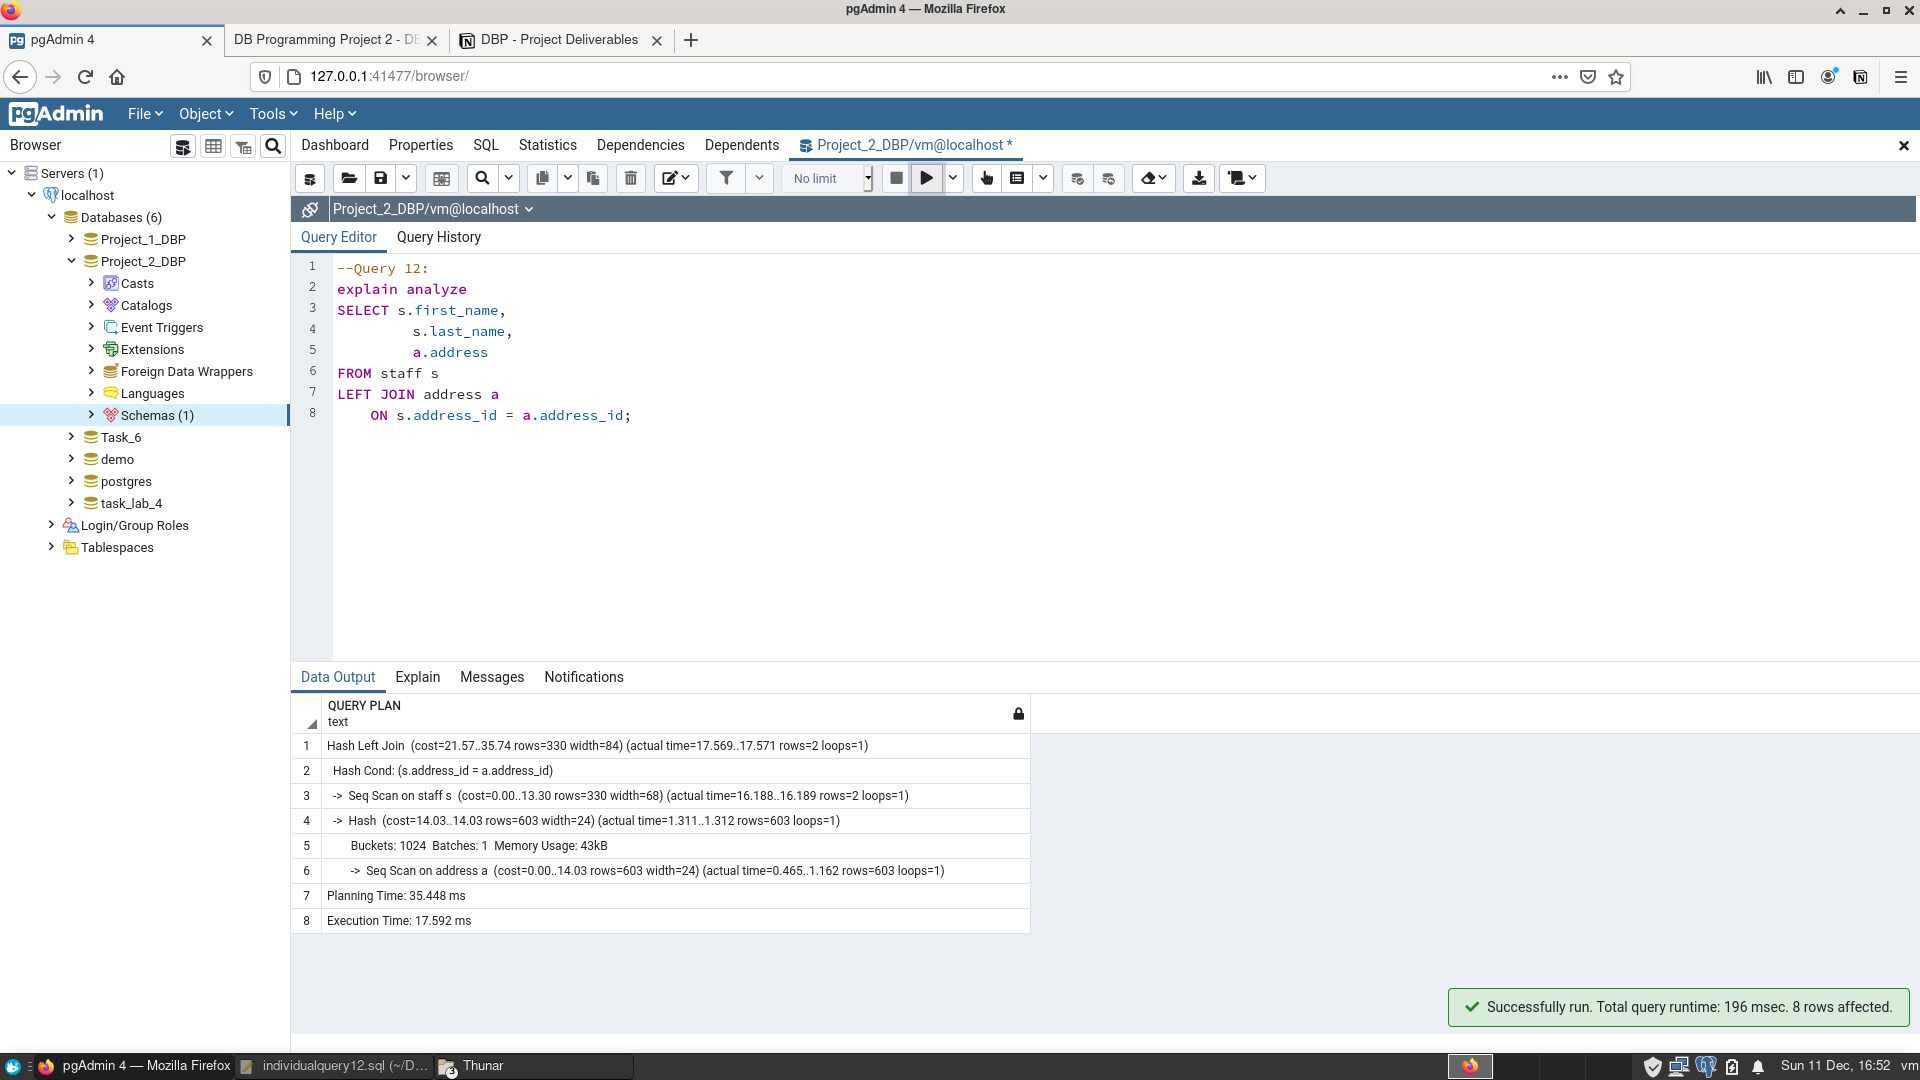 pgAdmin 4 — Mozilla Firefox
pgAdmin 4
DB Programming Project 2 - DB
DBP - Project Deliverables
127.0.0.1:41477/browser/
pgAdmin
File
Object
Tools
Help
Browser
Dashboard
Properties
SQL
Statistics
Dependencies
Dependents
Project_2_DBP/vm@localhost *
Servers (1)
localhost
Databases (6)
Project_1_DBP
Project_2_DBP
Casts
Catalogs
Event Triggers
Extensions
Foreign Data Wrappers
Languages
Schemas (1)
Task_6
demo
postgres
task_lab_4
Login/Group Roles
Tablespaces
No limit
Project_2_DBP/vm@localhost
Query Editor
Query History
1 --Query 12:
2 explain analyze
3 SELECT s.first_name,
4 s.last_name,
5 a.address
6 FROM staff s
7 LEFT JOIN address a
8 ON s.address_id = a.address_id;
Data Output
Explain
Messages
Notifications
QUERY PLAN
text
1 Hash Left Join (cost=21.57..35.74 rows=330 width=84) (actual time=17.569..17.571 rows=2 loops=1)
2 Hash Cond: (s.address_id = a.address_id)
3 -> Seq Scan on staff s (cost=0.00..13.30 rows=330 width=68) (actual time=16.188..16.189 rows=2 loops=1)
4 -> Hash (cost=14.03..14.03 rows=603 width=24) (actual time=1.311..1.312 rows=603 loops=1)
5 Buckets: 1024 Batches: 1 Memory Usage: 43kB
6 -> Seq Scan on address a (cost=0.00..14.03 rows=603 width=24) (actual time=0.465..1.162 rows=603 loops=1)
7 Planning Time: 35.448 ms
8 Execution Time: 17.592 ms
Successfully run. Total query runtime: 196 msec. 8 rows affected.
pgAdmin 4 — Mozilla Firefox
individualquery12.sql (~/D...
3
Thunar
Sun 11 Dec, 16:52
vm